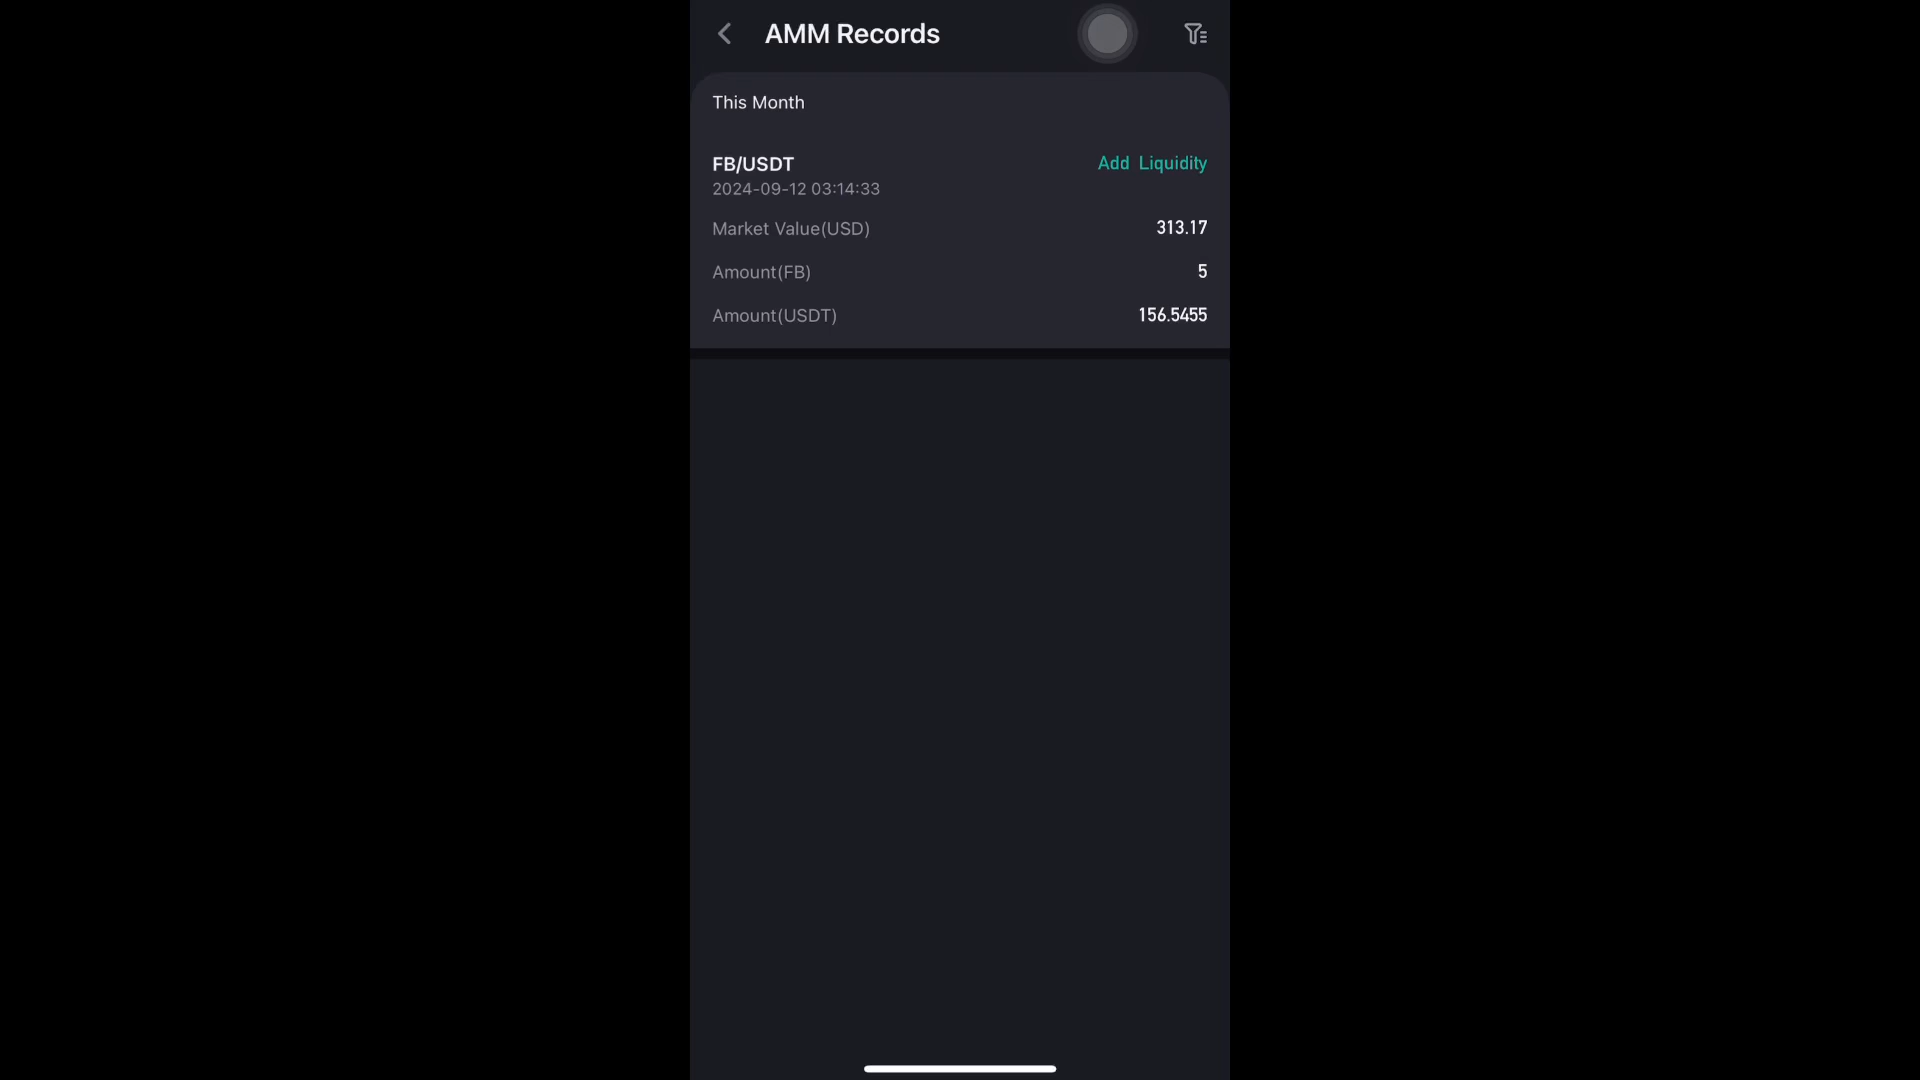 AMM Records
This Month
FB/USDT Add Liquidity
2024-09-12 03:14:33
Market Value(USD) 313.17
Amount(FB) 5
Amount(USDT) 156.5455